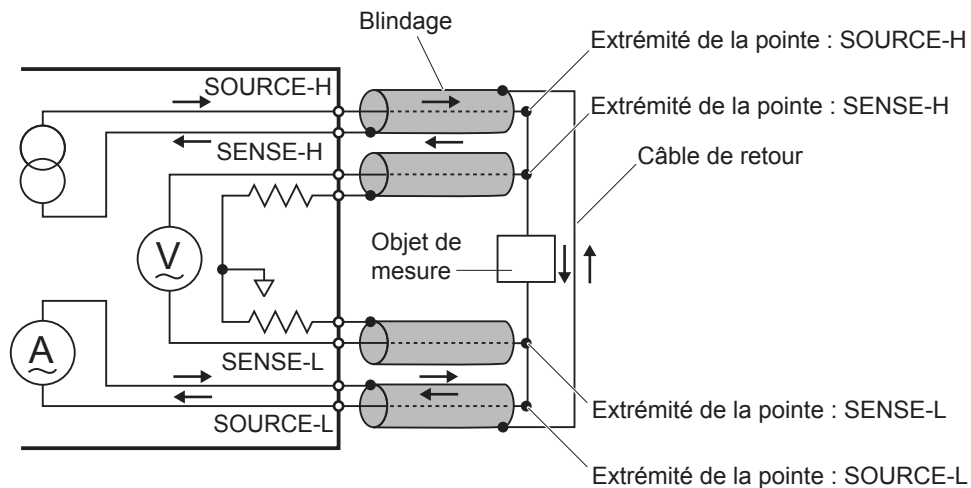 Blindage
Extrémité de la pointe : SOURCE-H
SOURCE-H
Extrémité de la pointe : SENSE-H
SENSE-H
Câble de retour
Objet de
mesure
V
A
SENSE-L
SOURCE-L
Extrémité de la pointe : SENSE-L
Extrémité de la pointe : SOURCE-L